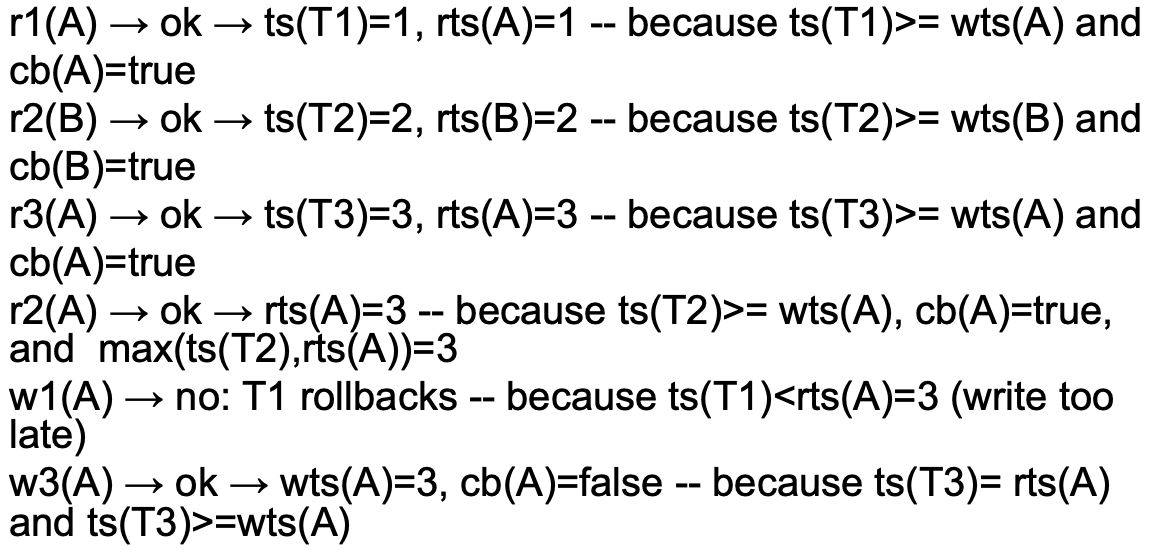 r1(A) → ok → ts(T1)=1, rts(A)=1 -- because ts(T1)>= wts(A) and
cb(A)=true
r2(B) → ok → ts(T2)=2, rts(B)=2 -- because ts(T2)>= wts(B) and
cb(B)=true
r3(A) → ok → ts(T3)=3, rts(A)=3 -- because ts(T3)>= wts(A) and
cb(A)=true
r2(A) → ok → rts(A)=3 -- because ts(T2)>= wts(A), cb(A)=true,
and  max(ts(T2),rts(A))=3
w1(A) → no: T1 rollbacks -- because ts(T1)<rts(A)=3 (write too
late)
w3(A) → ok → wts(A)=3, cb(A)=false -- because ts(T3)= rts(A)
and ts(T3)>=wts(A)